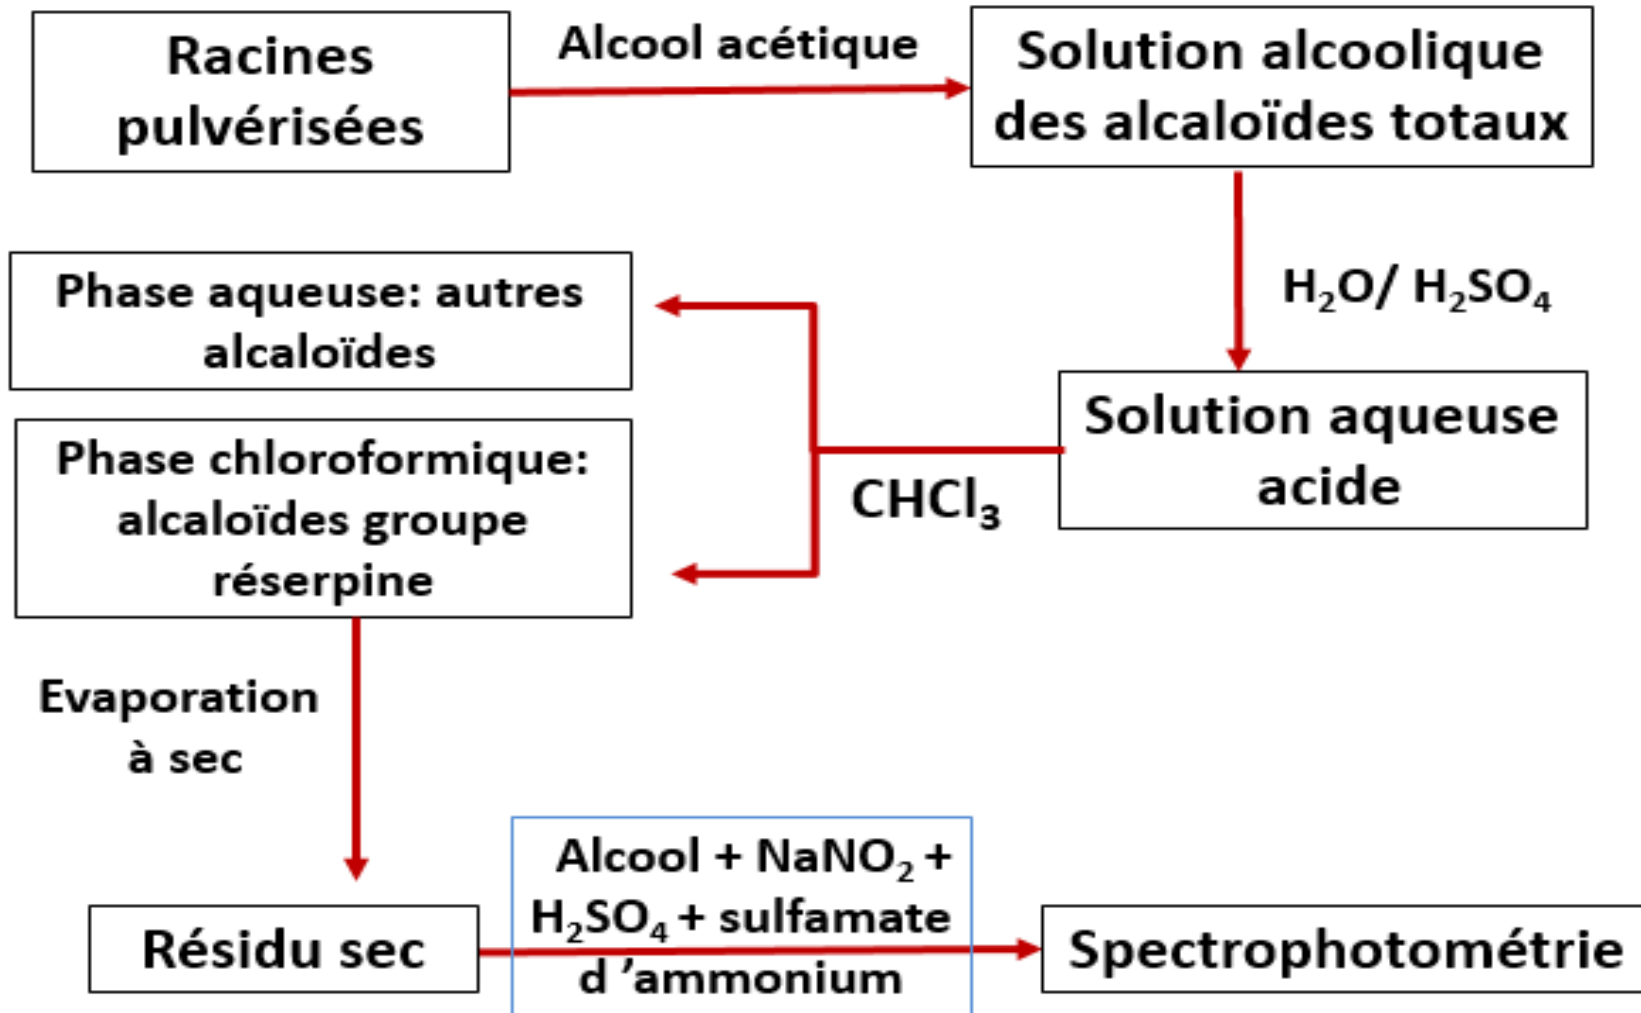 Racines
pulvérisées
Alcool acétique
Solution alcoolique
des alcaloïdes totaux
H₂O/ H₂SO₄
Phase aqueuse: autres
alcaloïdes
Solution aqueuse
acide
CHCl₃
Phase chloroformique:
alcaloïdes groupe
réserpine
Evaporation
à sec
Résidu sec
Alcool + NaNO₂ +
H₂SO₄ + sulfamate
d ’ammonium
Spectrophotométrie